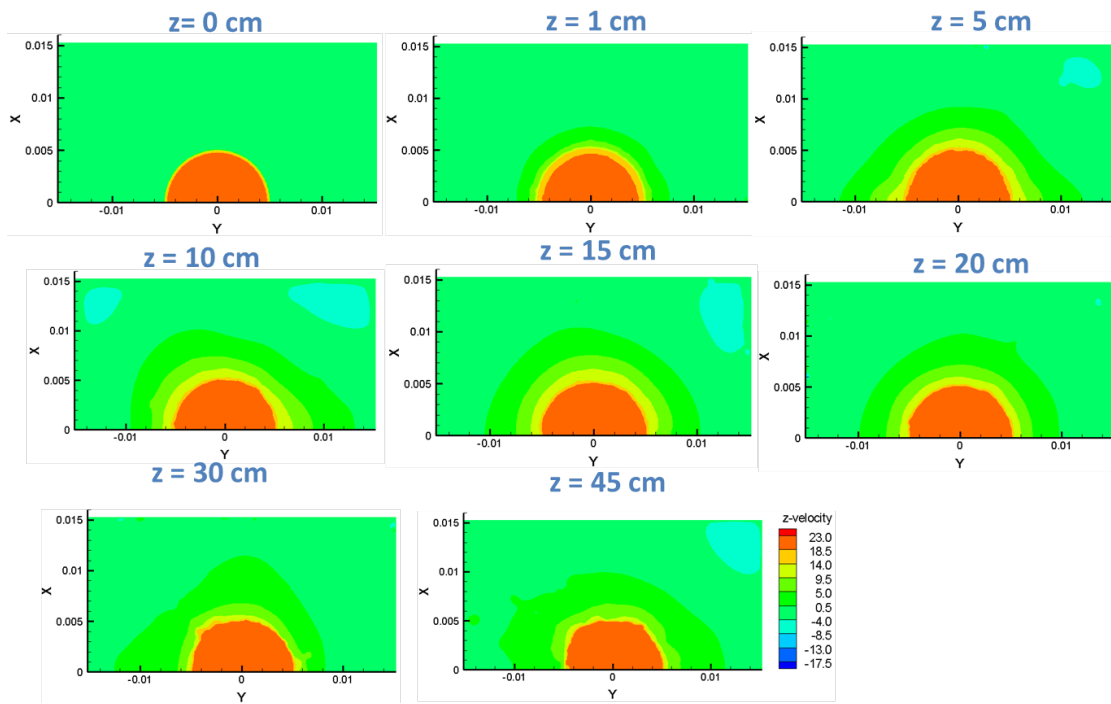 z= 0 cm
z = 1 cm
z = 5 cm
0.015
0.01
0.005
0
X
-0.01
0
0.01
Y
0.015
0.01
0.005
0
X
-0.01
0
0.01
Y
0.015
0.01
0.005
0
X
-0.01
0
0.01
Y
z = 10 cm
z = 15 cm
z = 20 cm
0.015
0.01
0.005
0
X
-0.01
0
0.01
Y
0.015
0.01
0.005
0
X
-0.01
0
0.01
Y
0.015
0.01
0.005
0
X
-0.01
0
0.01
Y
z = 30 cm
z = 45 cm
0.015
0.01
0.005
0
X
-0.01
0
0.01
Y
0.015
0.01
0.005
0
X
-0.01
0
0.01
Y
z-velocity
23.0
18.5
14.0
9.5
5.0
0.5
-4.0
-8.5
-13.0
-17.5